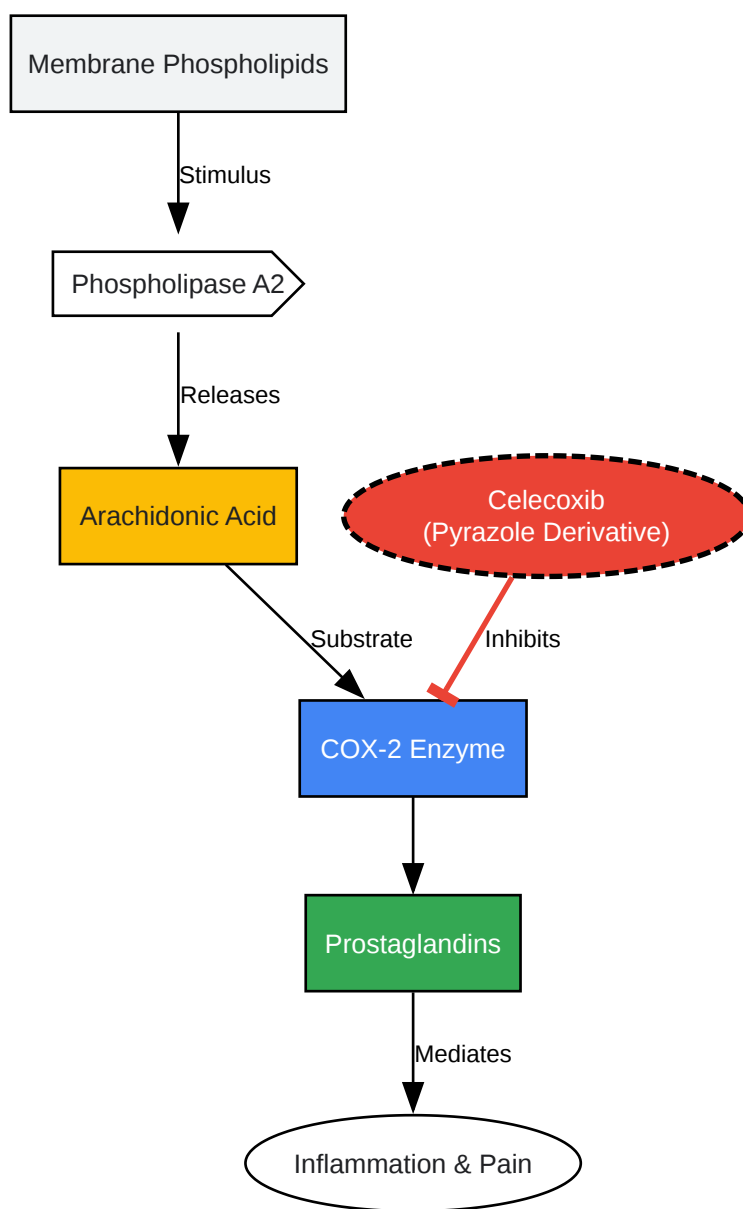 Membrane Phospholipids
Stimulus
Phospholipase A2
Releases
Arachidonic Acid
Celecoxib
(Pyrazole Derivative)
Substrate
Inhibits
COX-2 Enzyme
Prostaglandins
Mediates
Inflammation & Pain